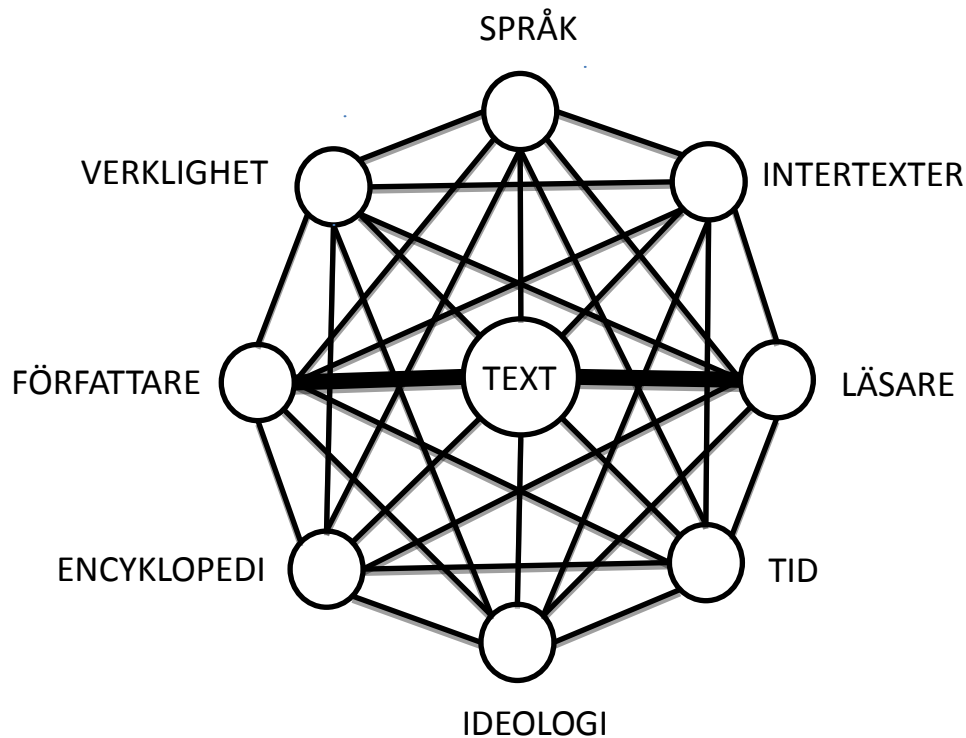 SPRÅK
VERKLIGHET
INTERTEXTER
FÖRFATTARE
TEXT
LÄSARE
ENCYKLOPEDI
TID
IDEOLOGI